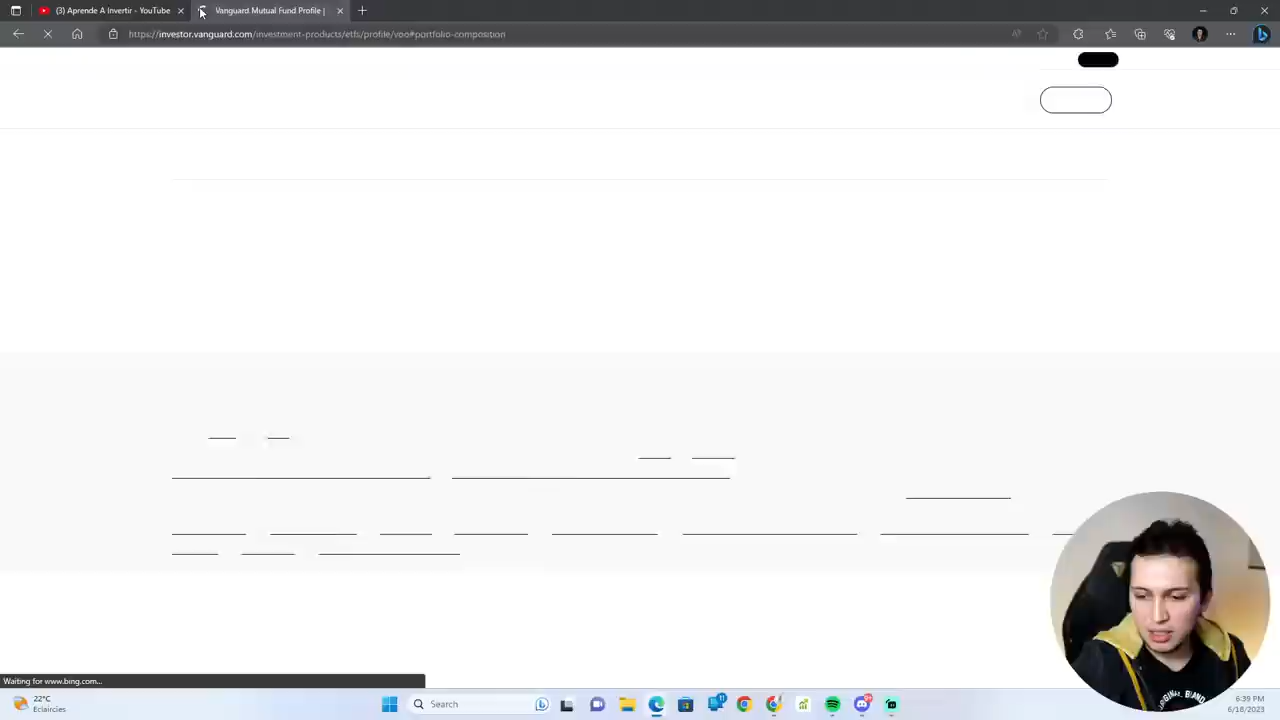 (3) Aprende A Invertir - YouTube
Vanguard Mutual Fund Profile |
https://investor.vanguard.com/investment-products/etfs/profile/voo#portfolio-composition
Waiting for www.bing.com...
22°C
Eclaircies
Search
6:39 PM
6/18/2023